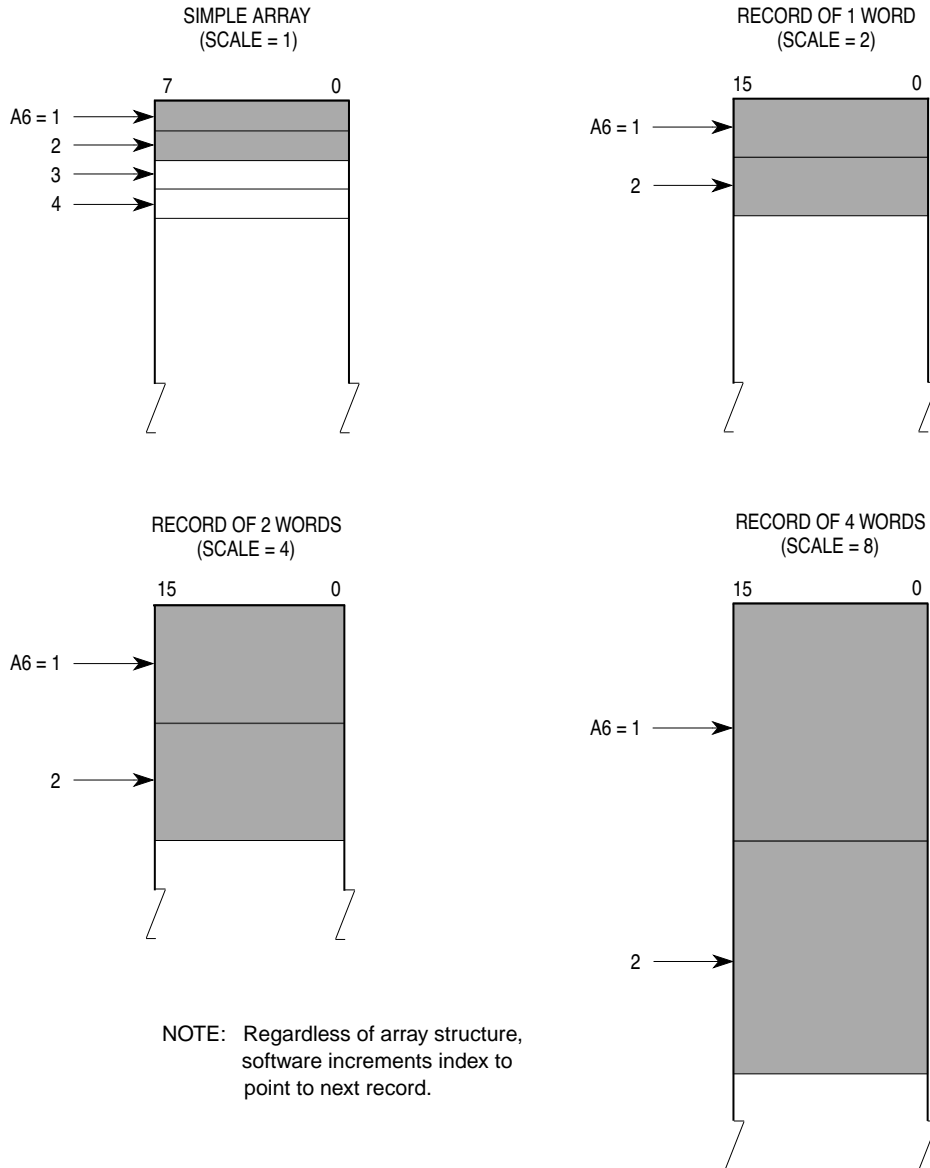 SIMPLE ARRAY
(SCALE = 1)
7 0
A6 = 1
2
3
4
RECORD OF 1 WORD
(SCALE = 2)
15 0
A6 = 1
2
RECORD OF 2 WORDS
(SCALE = 4)
15 0
A6 = 1
2
RECORD OF 4 WORDS
(SCALE = 8)
15 0
A6 = 1
2
NOTE: Regardless of array structure,
software increments index to
point to next record.